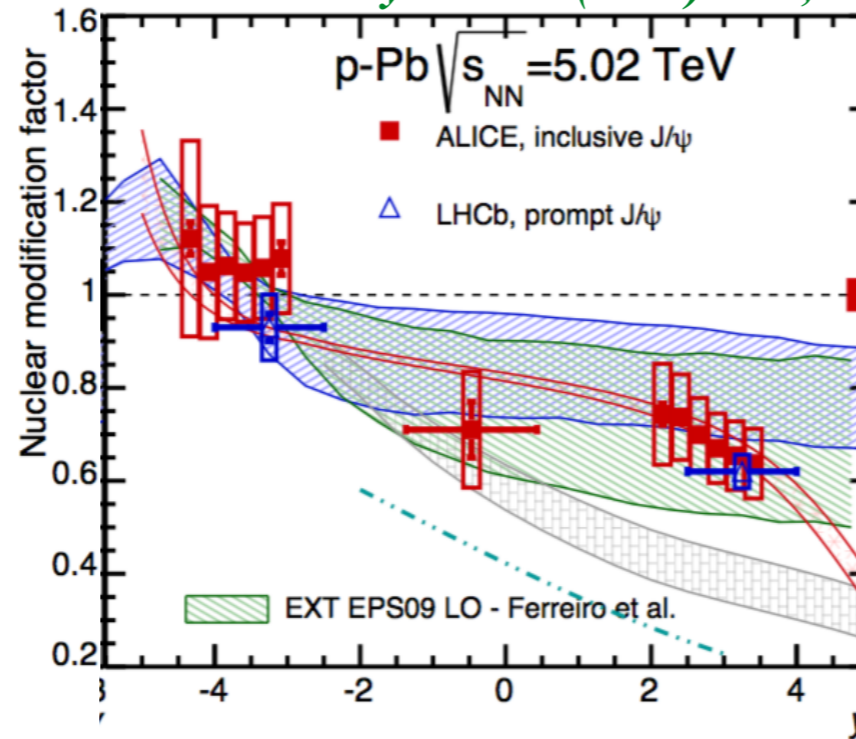 p-Pb √sNN=5.02 TeV
ALICE, inclusive J/ψ
LHCb, prompt J/ψ
EXT EPS09 LO - Ferreiro et al.
Nuclear modification factor
1.6
1.4
1.2
1
0.8
0.6
0.4
0.2
-4 -2 0 2 4